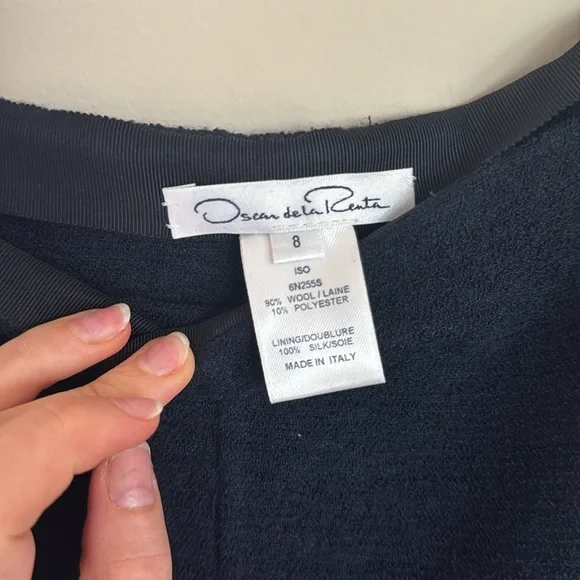 Oscar de la Renta
8
ISO
6N255S
90% WOOL / LAINE
10% POLYESTER
LINING/DOUBLURE
100% SILK/SOIE
MADE IN ITALY